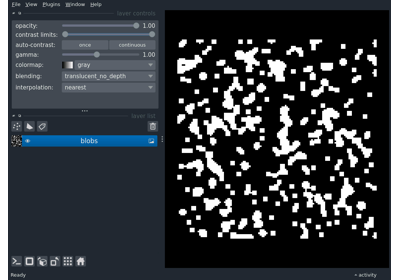 File View Plugins Window Help
layer controls
opacity: 1.00
contrast limits:
auto-contrast: once continuous
gamma: 1.00
colormap: gray
blending: translucent_no_depth
interpolation: nearest
layer list
blobs
Ready
activity